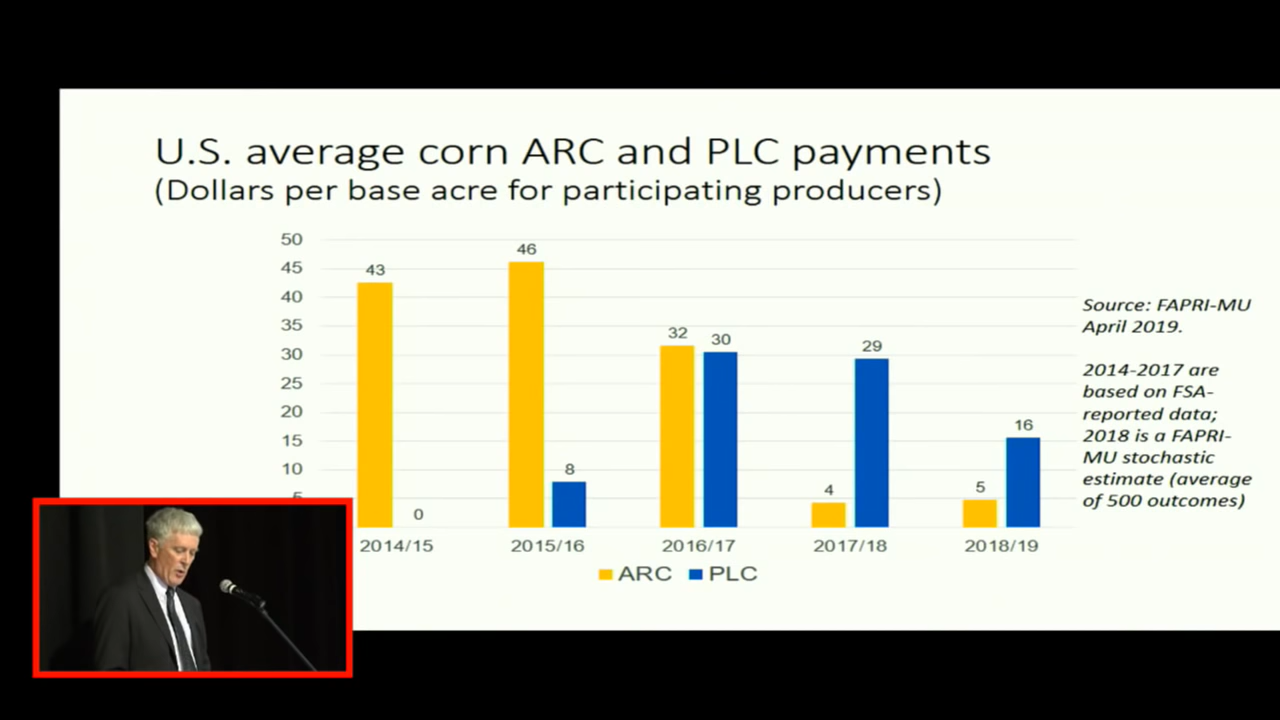 U.S. average corn ARC and PLC payments
(Dollars per base acre for participating producers)
50
45
40
35
30
25
20
15
10
5
43
0
46
8
32
30
4
29
5
16
2014/15
2015/16
2016/17
2017/18
2018/19
ARC
PLC
Source: FAPRI-MU
April 2019.
2014-2017 are
based on FSA-
reported data;
2018 is a FAPRI-
MU stochastic
estimate (average
of 500 outcomes)